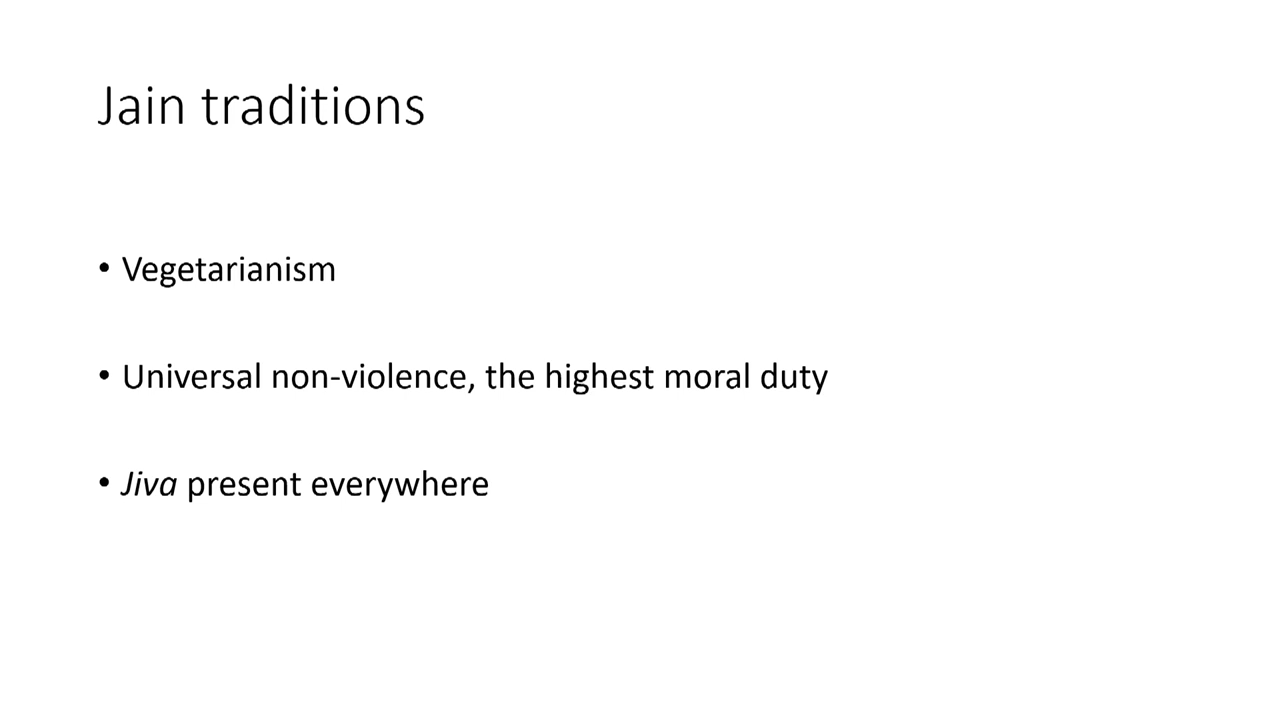 Jain traditions
• Vegetarianism
• Universal non-violence, the highest moral duty
• Jiva present everywhere